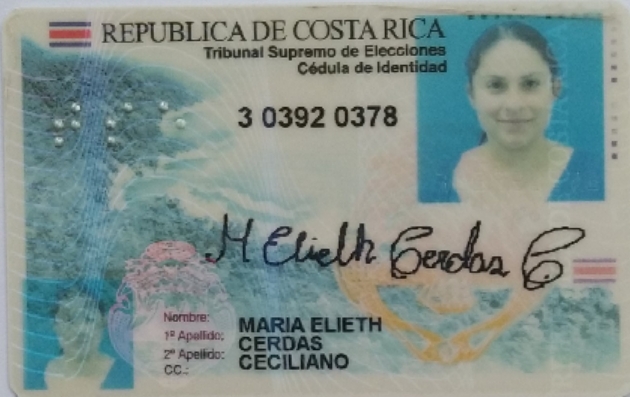 REPUBLICA DE COSTA RICA
Tribunal Supremo de Elecciones
Cédula de Identidad
3 0392 0378
M Elieth Cerdas C
Nombre: MARIA ELIETH
1º Apellido: CERDAS
2º Apellido: CECILIANO
CC.: